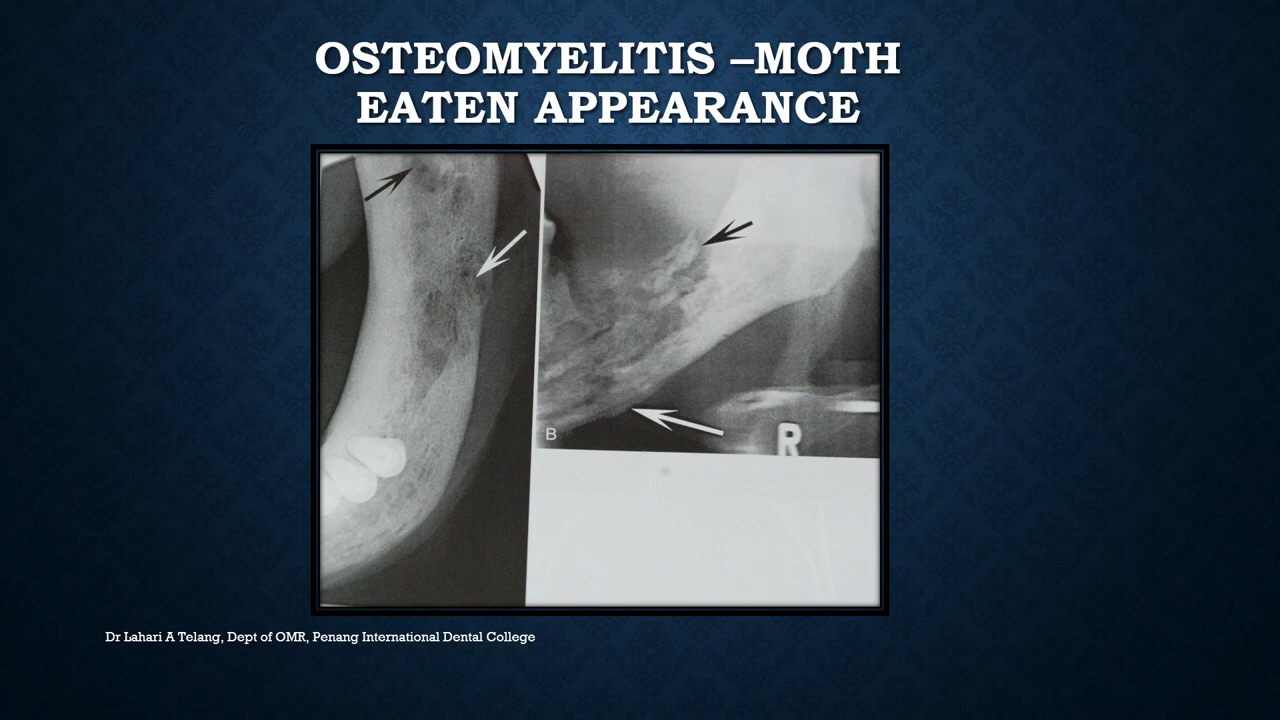 OSTEOMYELITIS –MOTH
EATEN APPEARANCE
B
R
Dr Lahari A Telang, Dept of OMR, Penang International Dental College